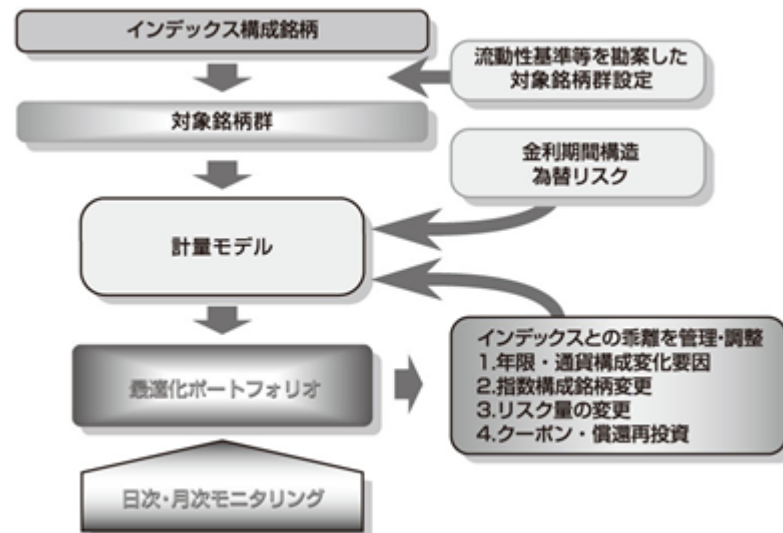 インデックス構成銘柄
流動性基準等を勘案した
対象銘柄群設定
対象銘柄群
金利期間構造
為替リスク
計量モデル
最適化ポートフォリオ
インデックスとの乖離を管理・調整
1.年限・通貨構成変化要因
2.指数構成銘柄変更
3.リスク量の変更
4.クーポン・償還再投資
日次・月次モニタリング